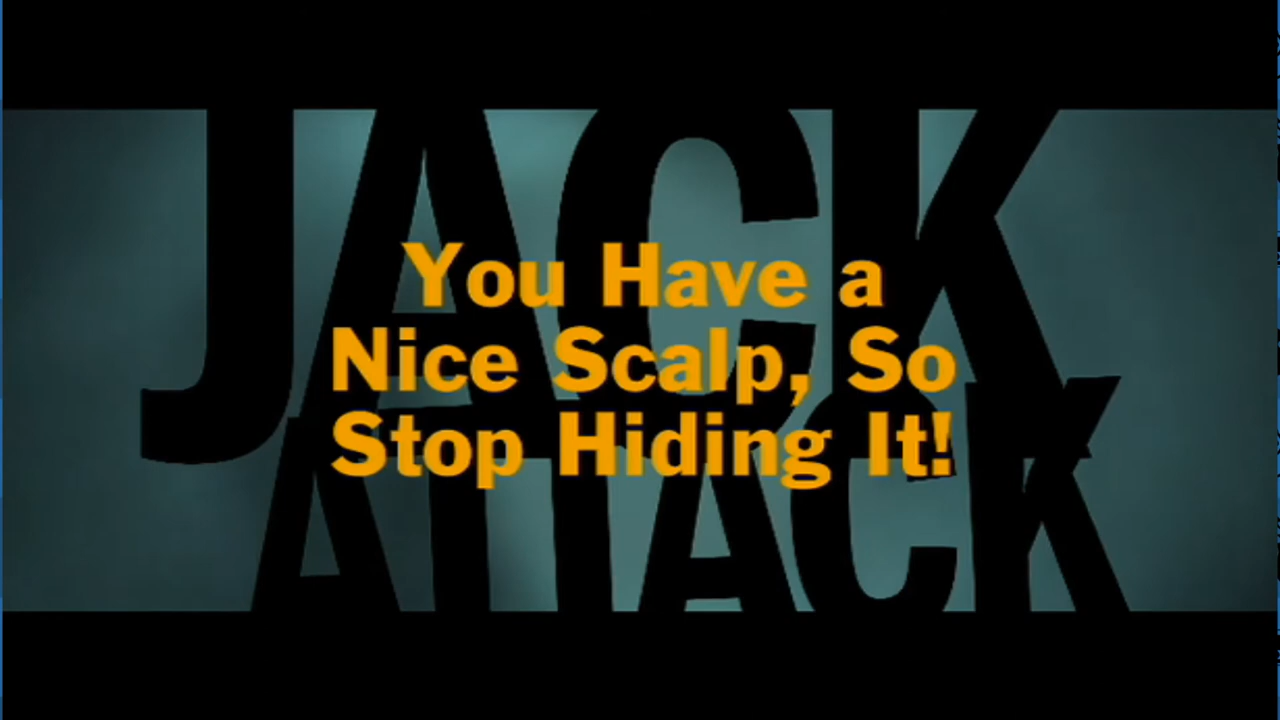 JACK
ATTACK
You Have a
Nice Scalp, So
Stop Hiding It!